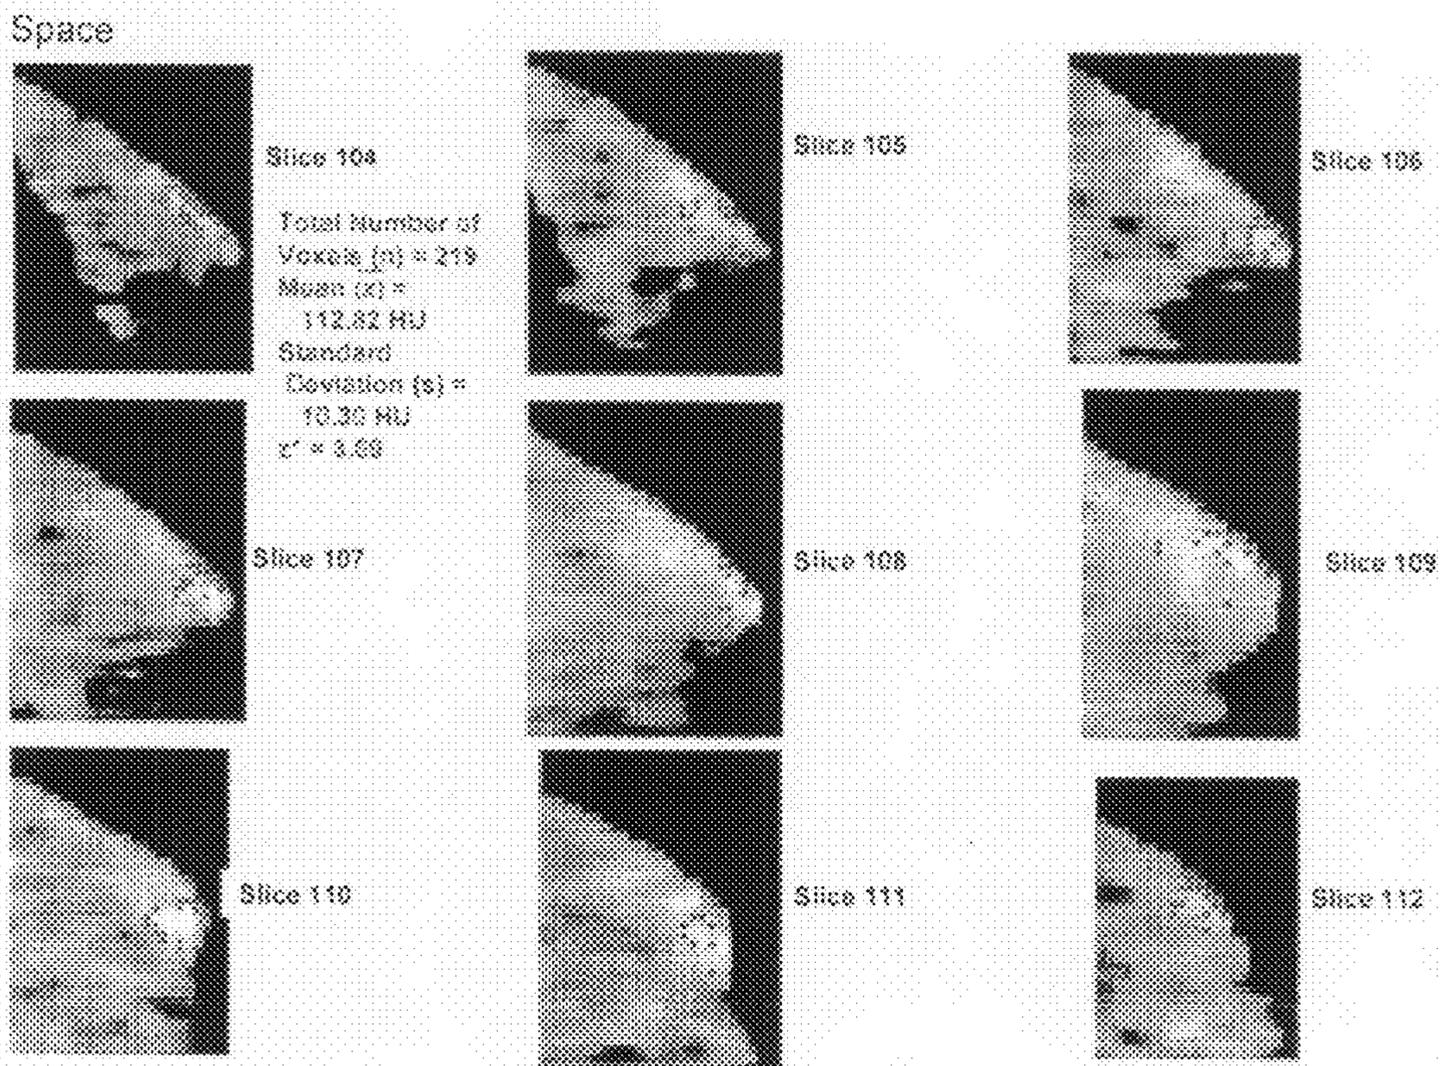 Space
Slice 104
Slice 105
Slice 106
Total Number of
Voxels (n) = 219
Mean (x) =
112.82 HU
Standard
Deviation (s) =
10.30 HU
Slice 107
Slice 108
Slice 109
Slice 110
Slice 111
Slice 112